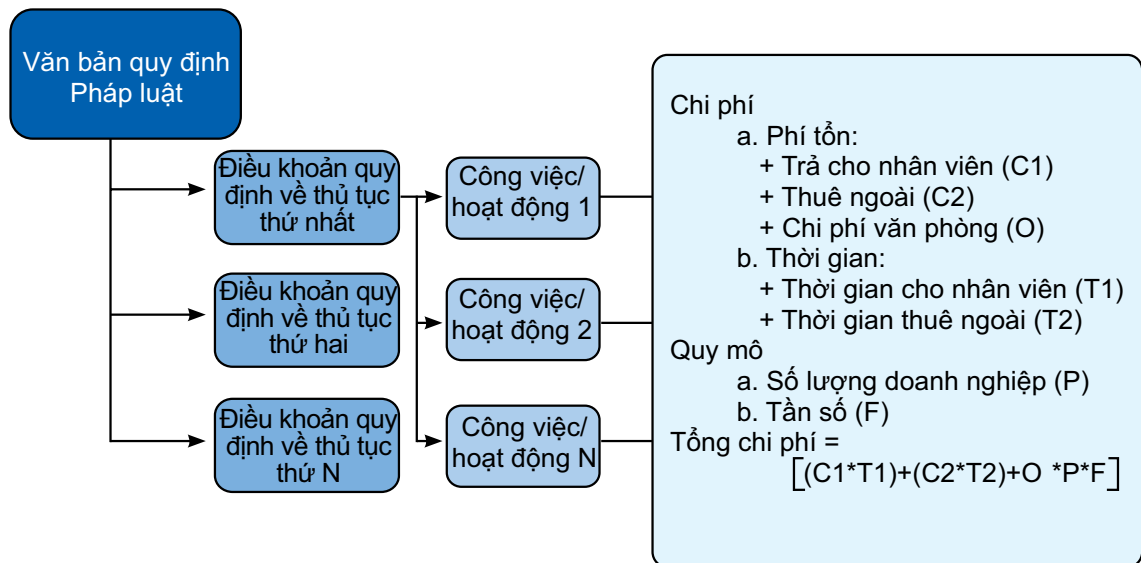 Văn bản quy định
Pháp luật
Điều khoản quy
định về thủ tục
thứ nhất
Điều khoản quy
định về thủ tục
thứ hai
Điều khoản quy
định về thủ tục
thứ N
Công việc/
hoạt động 1
Công việc/
hoạt động 2
Công việc/
hoạt động N
Chi phí
a. Phí tổn:
+ Trả cho nhân viên (C1)
+ Thuê ngoài (C2)
+ Chi phí văn phòng (O)
b. Thời gian:
+ Thời gian cho nhân viên (T1)
+ Thời gian thuê ngoài (T2)
Quy mô
a. Số lượng doanh nghiệp (P)
b. Tần số (F)
Tổng chi phí =
[(C1*T1)+(C2*T2)+O *P*F]